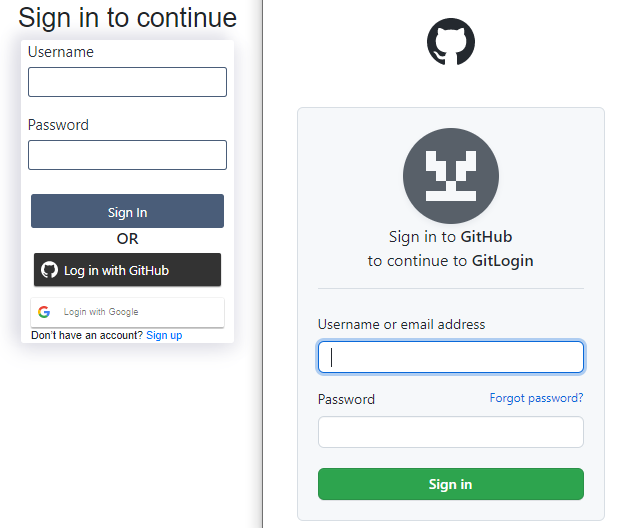 Sign in to continue
Username
Password
Sign In
OR
Log in with GitHub
Login with Google
Don't have an account? Sign up
Sign in to GitHub
to continue to GitLogin
Username or email address
Password Forgot password?
Sign in